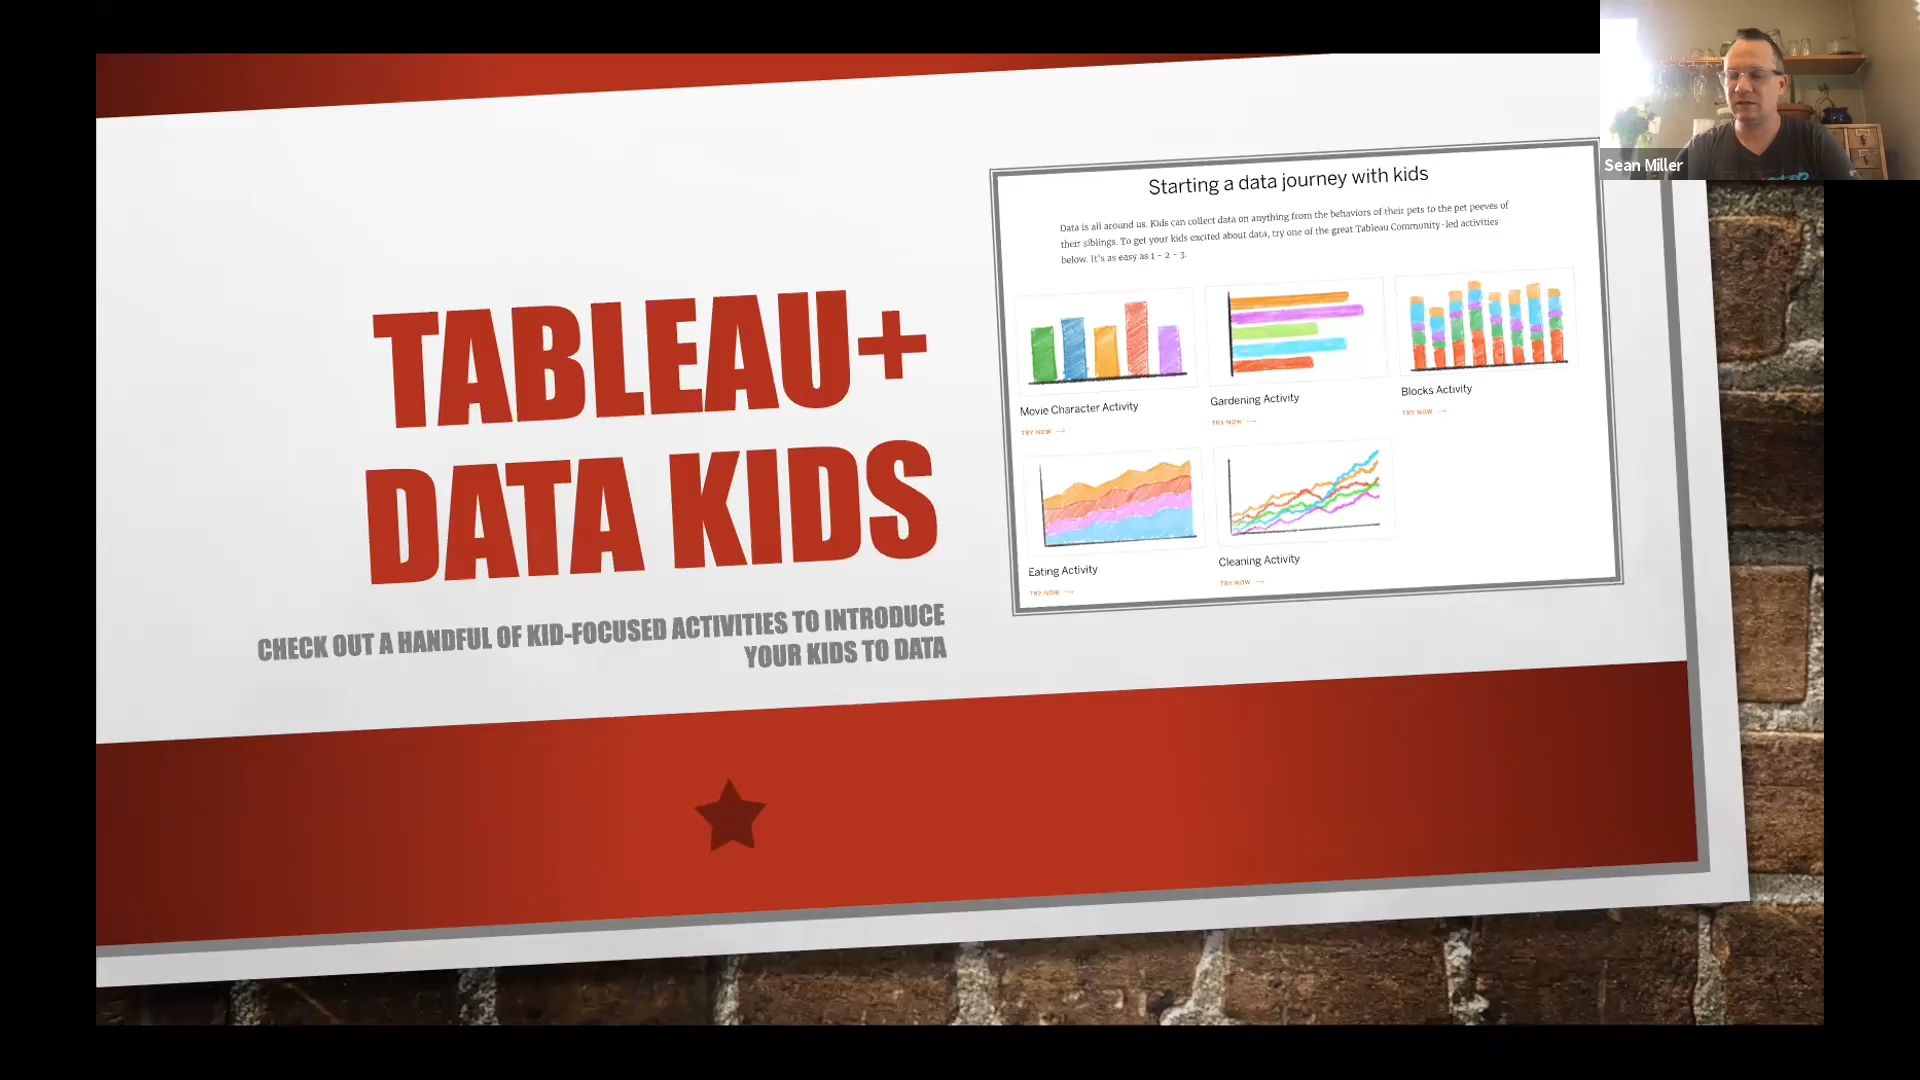 TABLEAU+
DATA KIDS
CHECK OUT A HANDFUL OF KID-FOCUSED ACTIVITIES TO INTRODUCE
YOUR KIDS TO DATA
Starting a data journey with kids
Data is all around us. Kids can collect data on anything from the behaviors of their pets to the pet peeves of
their siblings. To get your kids excited about data, try one of the great Tableau Community-led activities
below. It's as easy as 1 - 2 - 3.
Movie Character Activity
TRY NOW →
Gardening Activity
TRY NOW →
Blocks Activity
TRY NOW →
Eating Activity
TRY NOW →
Cleaning Activity
TRY NOW →
Sean Miller